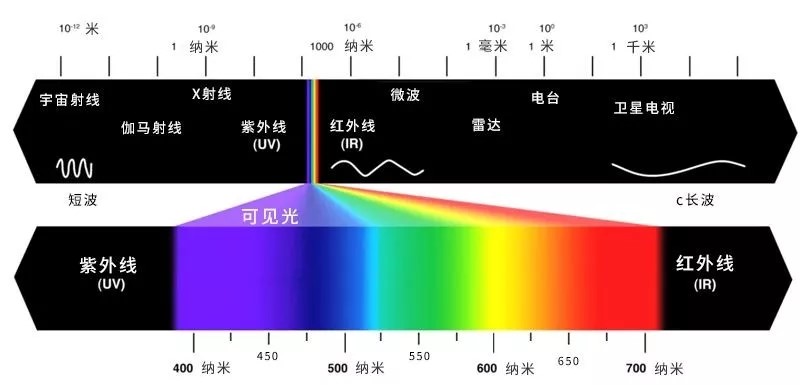 10⁻¹² 米 10⁻⁹ 10⁻⁶ 10⁻³ 10⁰ 10³
1 纳米 1000 纳米 1 毫米 1 米 1 千米
宇宙射线 X射线 微波 电台 卫星电视
伽马射线 紫外线 红外线 雷达
(UV) (IR)
短波 c长波
可见光
紫外线 红外线
(UV) (IR)
400 纳米 450 500 纳米 550 600 纳米 650 700 纳米